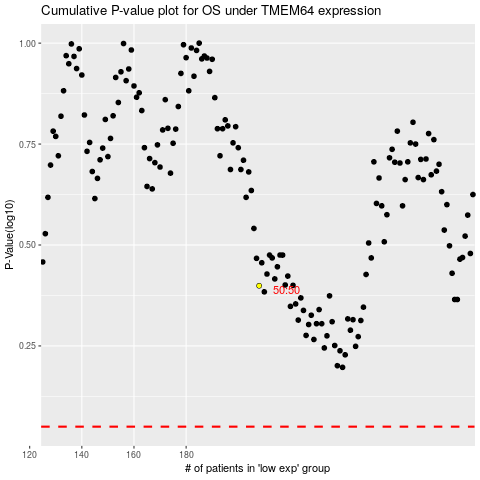 Cumulative P-value plot for OS under TMEM64 expression
P-Value(log10)
1.00
0.75
0.50
0.25
50:50
120 140 160 180
# of patients in 'low exp' group